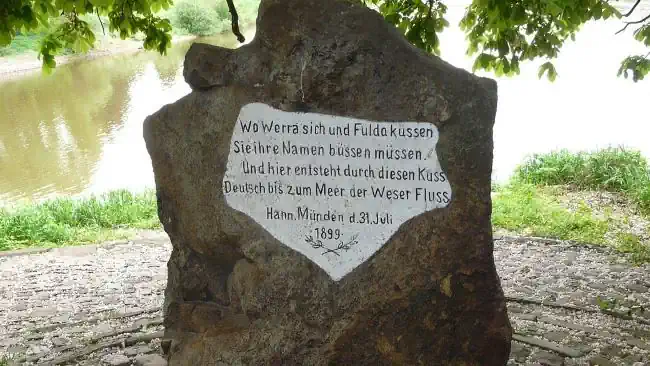 Wo Werra sich und Fulda küssen
Sie ihre Namen büssen müssen.
Und hier entsteht durch diesen Kuss
Deutsch bis zum Meer der Weser Fluss.
Hann. Münden d. 31. Juli
1899.